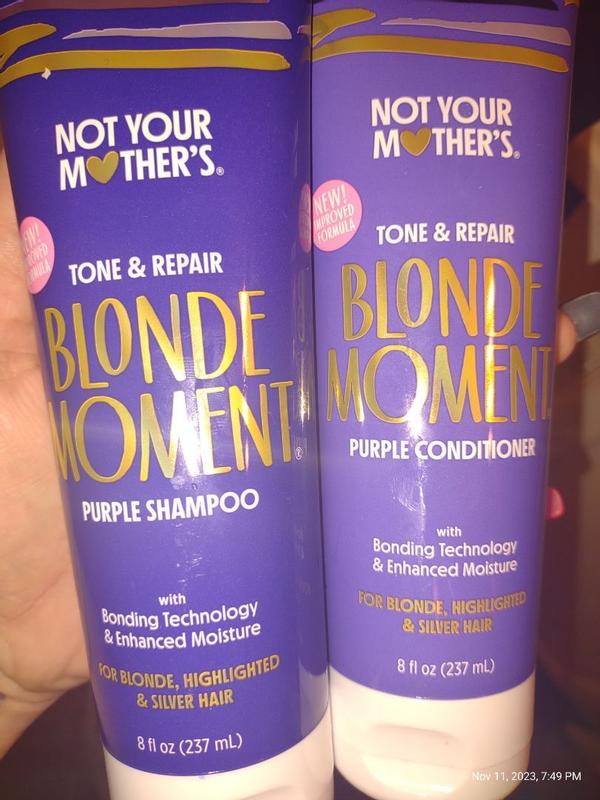 NOT YOUR
MOTHER'S®
NEW!
IMPROVED
FORMULA
TONE & REPAIR
BLONDE
MOMENT®
PURPLE SHAMPOO
with
Bonding Technology
& Enhanced Moisture
FOR BLONDE, HIGHLIGHTED
& SILVER HAIR
8 fl oz (237 mL)
NOT YOUR
MOTHER'S®
NEW!
IMPROVED
FORMULA
TONE & REPAIR
BLONDE
MOMENT
PURPLE CONDITIONER
with
Bonding Technology
& Enhanced Moisture
FOR BLONDE, HIGHLIGHTED
& SILVER HAIR
8 fl oz (237 mL)
Nov 11, 2023, 7:49 PM